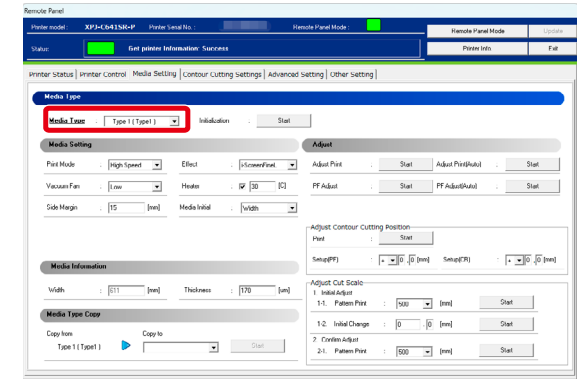 Remote Panel
Printer model : XPJ-C641SR-P Printer Serial No. : Remote Panel Mode : Remote Panel Mode Update
Status: Get printer Information: Success Printer Info Exit
Printer Status Printer Control Media Setting Contour Cutting Settings Advanced Setting Other Setting
Media Type
Media Type : Type 1 ( Type1 ) Initialization : Start
Media Setting Adjust
Print Mode : High Speed Effect : i-ScreenFineL Adjust Print : Start Adjust Print(Auto) : Start
Vacuum Fan : Low Heater : 30 [C] PF Adjust : Start PF Adjust(Auto) : Start
Side Margin : 15 [mm] Media Initial : Width
Adjust Contour Cutting Position
Print : Start
Setup(PF) : + 0 .0 [mm] Setup(CR) : + 0 .0 [mm]
Media Information
Width : 611 [mm] Thickness : 170 [um]
Adjust Cut Scale
1. Initial Adjust
1-1. Pattern Print : 500 [mm] Start
Media Type Copy
1-2. Initial Change : 0 .0 [mm] Start
Copy from Copy to
2. Confirm Adjust
Type 1 ( Type1 ) Start
2-1. Pattern Print : 500 [mm] Start